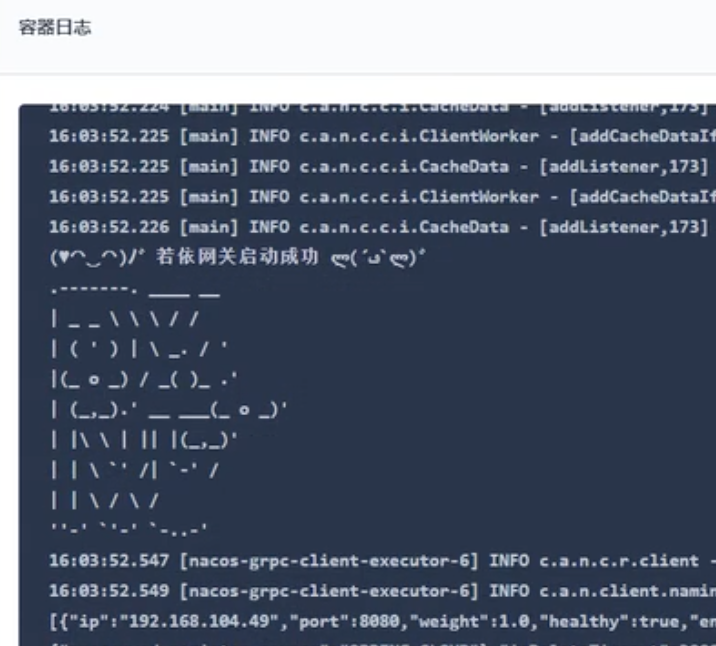 容器日志
16:03:52.224 [main] INFO c.a.n.c.c.i.CacheData - [addListener,173]
16:03:52.225 [main] INFO c.a.n.c.c.i.ClientWorker - [addCacheDataIf
16:03:52.225 [main] INFO c.a.n.c.c.i.CacheData - [addListener,173]
16:03:52.225 [main] INFO c.a.n.c.c.i.ClientWorker - [addCacheDataIf
16:03:52.226 [main] INFO c.a.n.c.c.i.CacheData - [addListener,173]
(♥◠‿◠)ﾉﾞ 若依网关启动成功 ლ(´ڡ`ლ)ﾞ
.-------. ____ __
| _ _ \ \ \ / /
| ( ' ) | \ _. / '
|(_ o _) / _( )_ .'
| (_,_).' __ ___(_ o _)'
| |\ \ | || |(_,_)'
| | \ `' /| `-' /
| | \ / \ /
''-' `'-' `-..-'
16:03:52.547 [nacos-grpc-client-executor-6] INFO c.a.n.c.r.client -
16:03:52.549 [nacos-grpc-client-executor-6] INFO c.a.n.client.namin
[{"ip":"192.168.104.49","port":8080,"weight":1.0,"healthy":true,"en